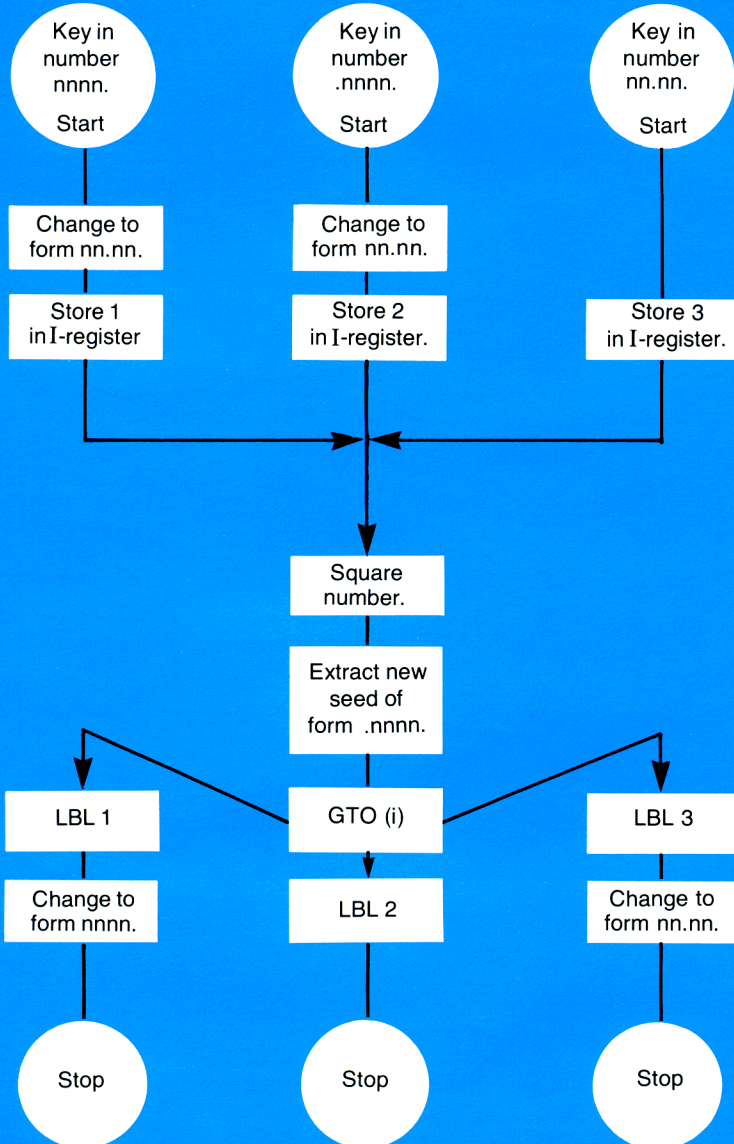 Key in
number
nnnn.
Start
Key in
number
.nnnn.
Start
Key in
number
nn.nn.
Start
Change to
form nn.nn.
Change to
form nn.nn.
Store 1
in I-register
Store 2
in I-register.
Store 3
in I-register.
Square
number.
Extract new
seed of
form .nnnn.
LBL 1
GTO (i)
LBL 3
Change to
form nnnn.
LBL 2
Change to
form nn.nn.
Stop
Stop
Stop